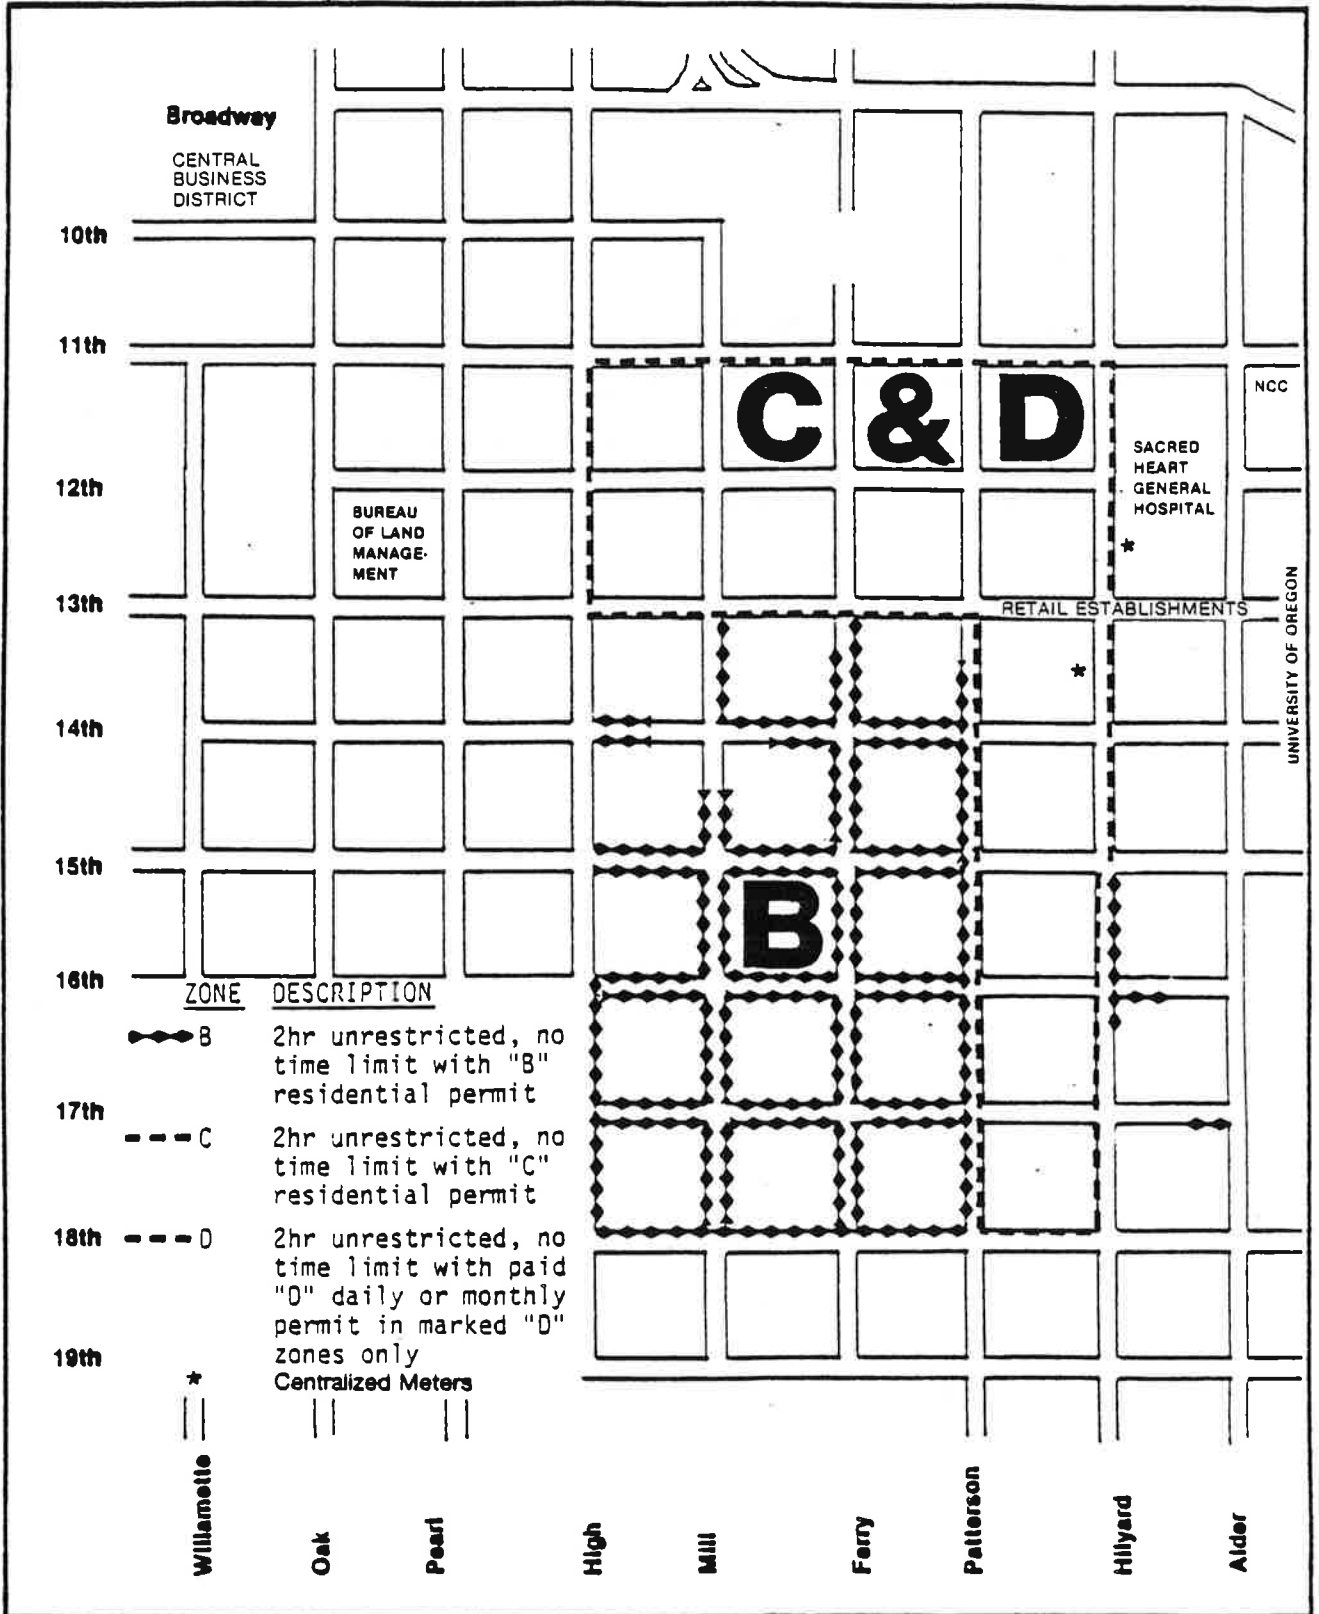 Broadway
CENTRAL
BUSINESS
DISTRICT
10th
11th
C & D
NCC
SACRED
HEART
GENERAL
HOSPITAL
*
12th
BUREAU
OF LAND
MANAGE-
MENT
13th
RETAIL ESTABLISHMENTS
UNIVERSITY OF OREGON
*
14th
15th
B
16th
ZONE DESCRIPTION
B 2hr unrestricted, no
time limit with "B"
residential permit
17th
C 2hr unrestricted, no
time limit with "C"
residential permit
18th
D 2hr unrestricted, no
time limit with paid
"D" daily or monthly
permit in marked "D"
zones only
19th
* Centralized Meters
Willamette
Oak
Pearl
High
Mill
Ferry
Patterson
Hilyard
Alder